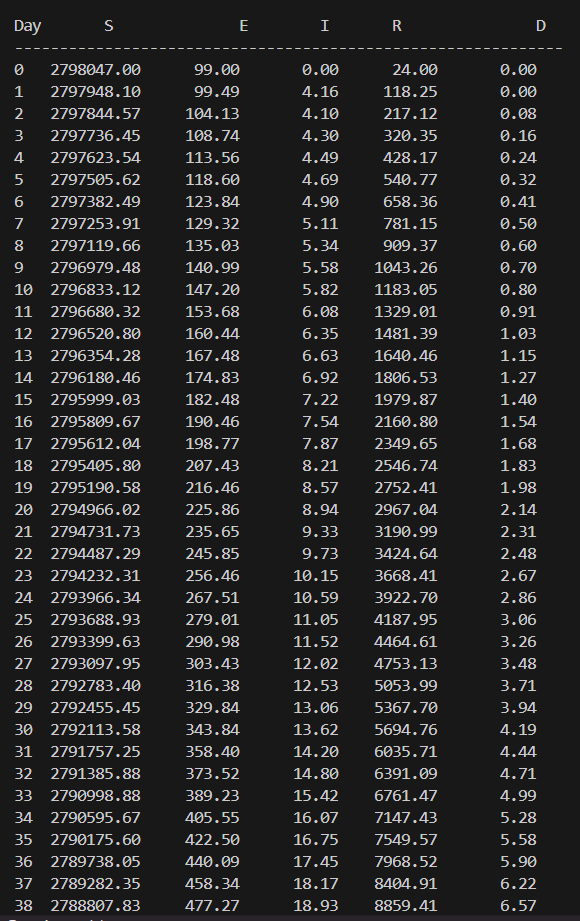 Day S E I R D
-------------------------------------------------------------
0 2798047.00 99.00 0.00 24.00 0.00
1 2797948.10 99.49 4.16 118.25 0.00
2 2797844.57 104.13 4.10 217.12 0.08
3 2797736.45 108.74 4.30 320.35 0.16
4 2797623.54 113.56 4.49 428.17 0.24
5 2797505.62 118.60 4.69 540.77 0.32
6 2797382.49 123.84 4.90 658.36 0.41
7 2797253.91 129.32 5.11 781.15 0.50
8 2797119.66 135.03 5.34 909.37 0.60
9 2796979.48 140.99 5.58 1043.26 0.70
10 2796833.12 147.20 5.82 1183.05 0.80
11 2796680.32 153.68 6.08 1329.01 0.91
12 2796520.80 160.44 6.35 1481.39 1.03
13 2796354.28 167.48 6.63 1640.46 1.15
14 2796180.46 174.83 6.92 1806.53 1.27
15 2795999.03 182.48 7.22 1979.87 1.40
16 2795809.67 190.46 7.54 2160.80 1.54
17 2795612.04 198.77 7.87 2349.65 1.68
18 2795405.80 207.43 8.21 2546.74 1.83
19 2795190.58 216.46 8.57 2752.41 1.98
20 2794966.02 225.86 8.94 2967.04 2.14
21 2794731.73 235.65 9.33 3190.99 2.31
22 2794487.29 245.85 9.73 3424.64 2.48
23 2794232.31 256.46 10.15 3668.41 2.67
24 2793966.34 267.51 10.59 3922.70 2.86
25 2793688.93 279.01 11.05 4187.95 3.06
26 2793399.63 290.98 11.52 4464.61 3.26
27 2793097.95 303.43 12.02 4753.13 3.48
28 2792783.40 316.38 12.53 5053.99 3.71
29 2792455.45 329.84 13.06 5367.70 3.94
30 2792113.58 343.84 13.62 5694.76 4.19
31 2791757.25 358.40 14.20 6035.71 4.44
32 2791385.88 373.52 14.80 6391.09 4.71
33 2790998.88 389.23 15.42 6761.47 4.99
34 2790595.67 405.55 16.07 7147.43 5.28
35 2790175.60 422.50 16.75 7549.57 5.58
36 2789738.05 440.09 17.45 7968.52 5.90
37 2789282.35 458.34 18.17 8404.91 6.22
38 2788807.83 477.27 18.93 8859.41 6.57